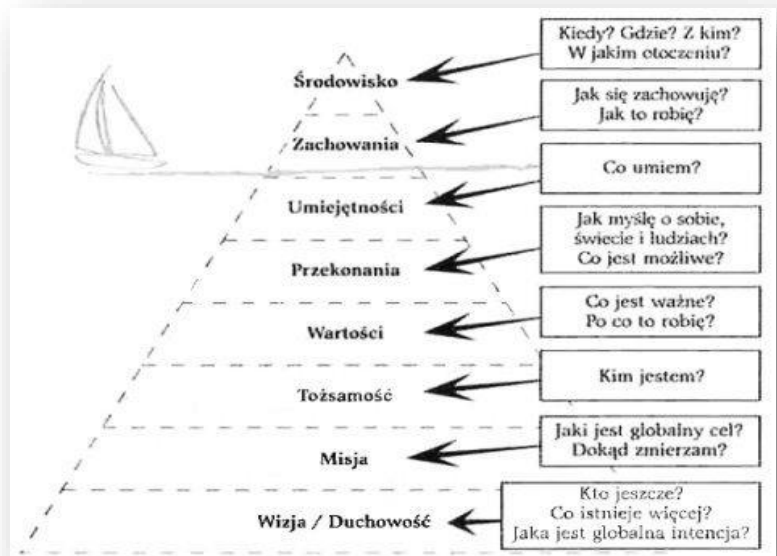 Kiedy? Gdzie? Z kim?
W jakim otoczeniu?
Środowisko
Jak się zachowuję?
Jak to robię?
Zachowania
Co umiem?
Umiejętności
Jak myślę o sobie,
świecie i ludziach?
Co jest możliwe?
Przekonania
Co jest ważne?
Po co to robię?
Wartości
Kim jestem?
Tożsamość
Jaki jest globalny cel?
Dokąd zmierzam?
Misja
Kto jeszcze?
Co istnieje więcej?
Jaka jest globalna intencja?
Wizja / Duchowość